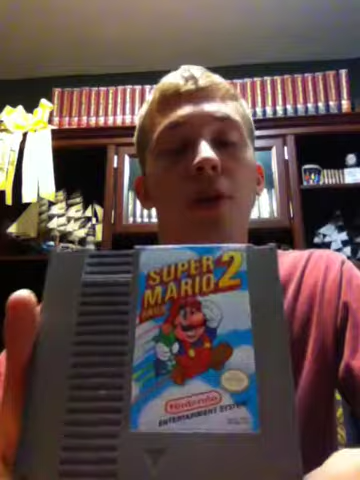 SUPER
MARIO 2
BROS.
Nintendo
ENTERTAINMENT SYSTEM